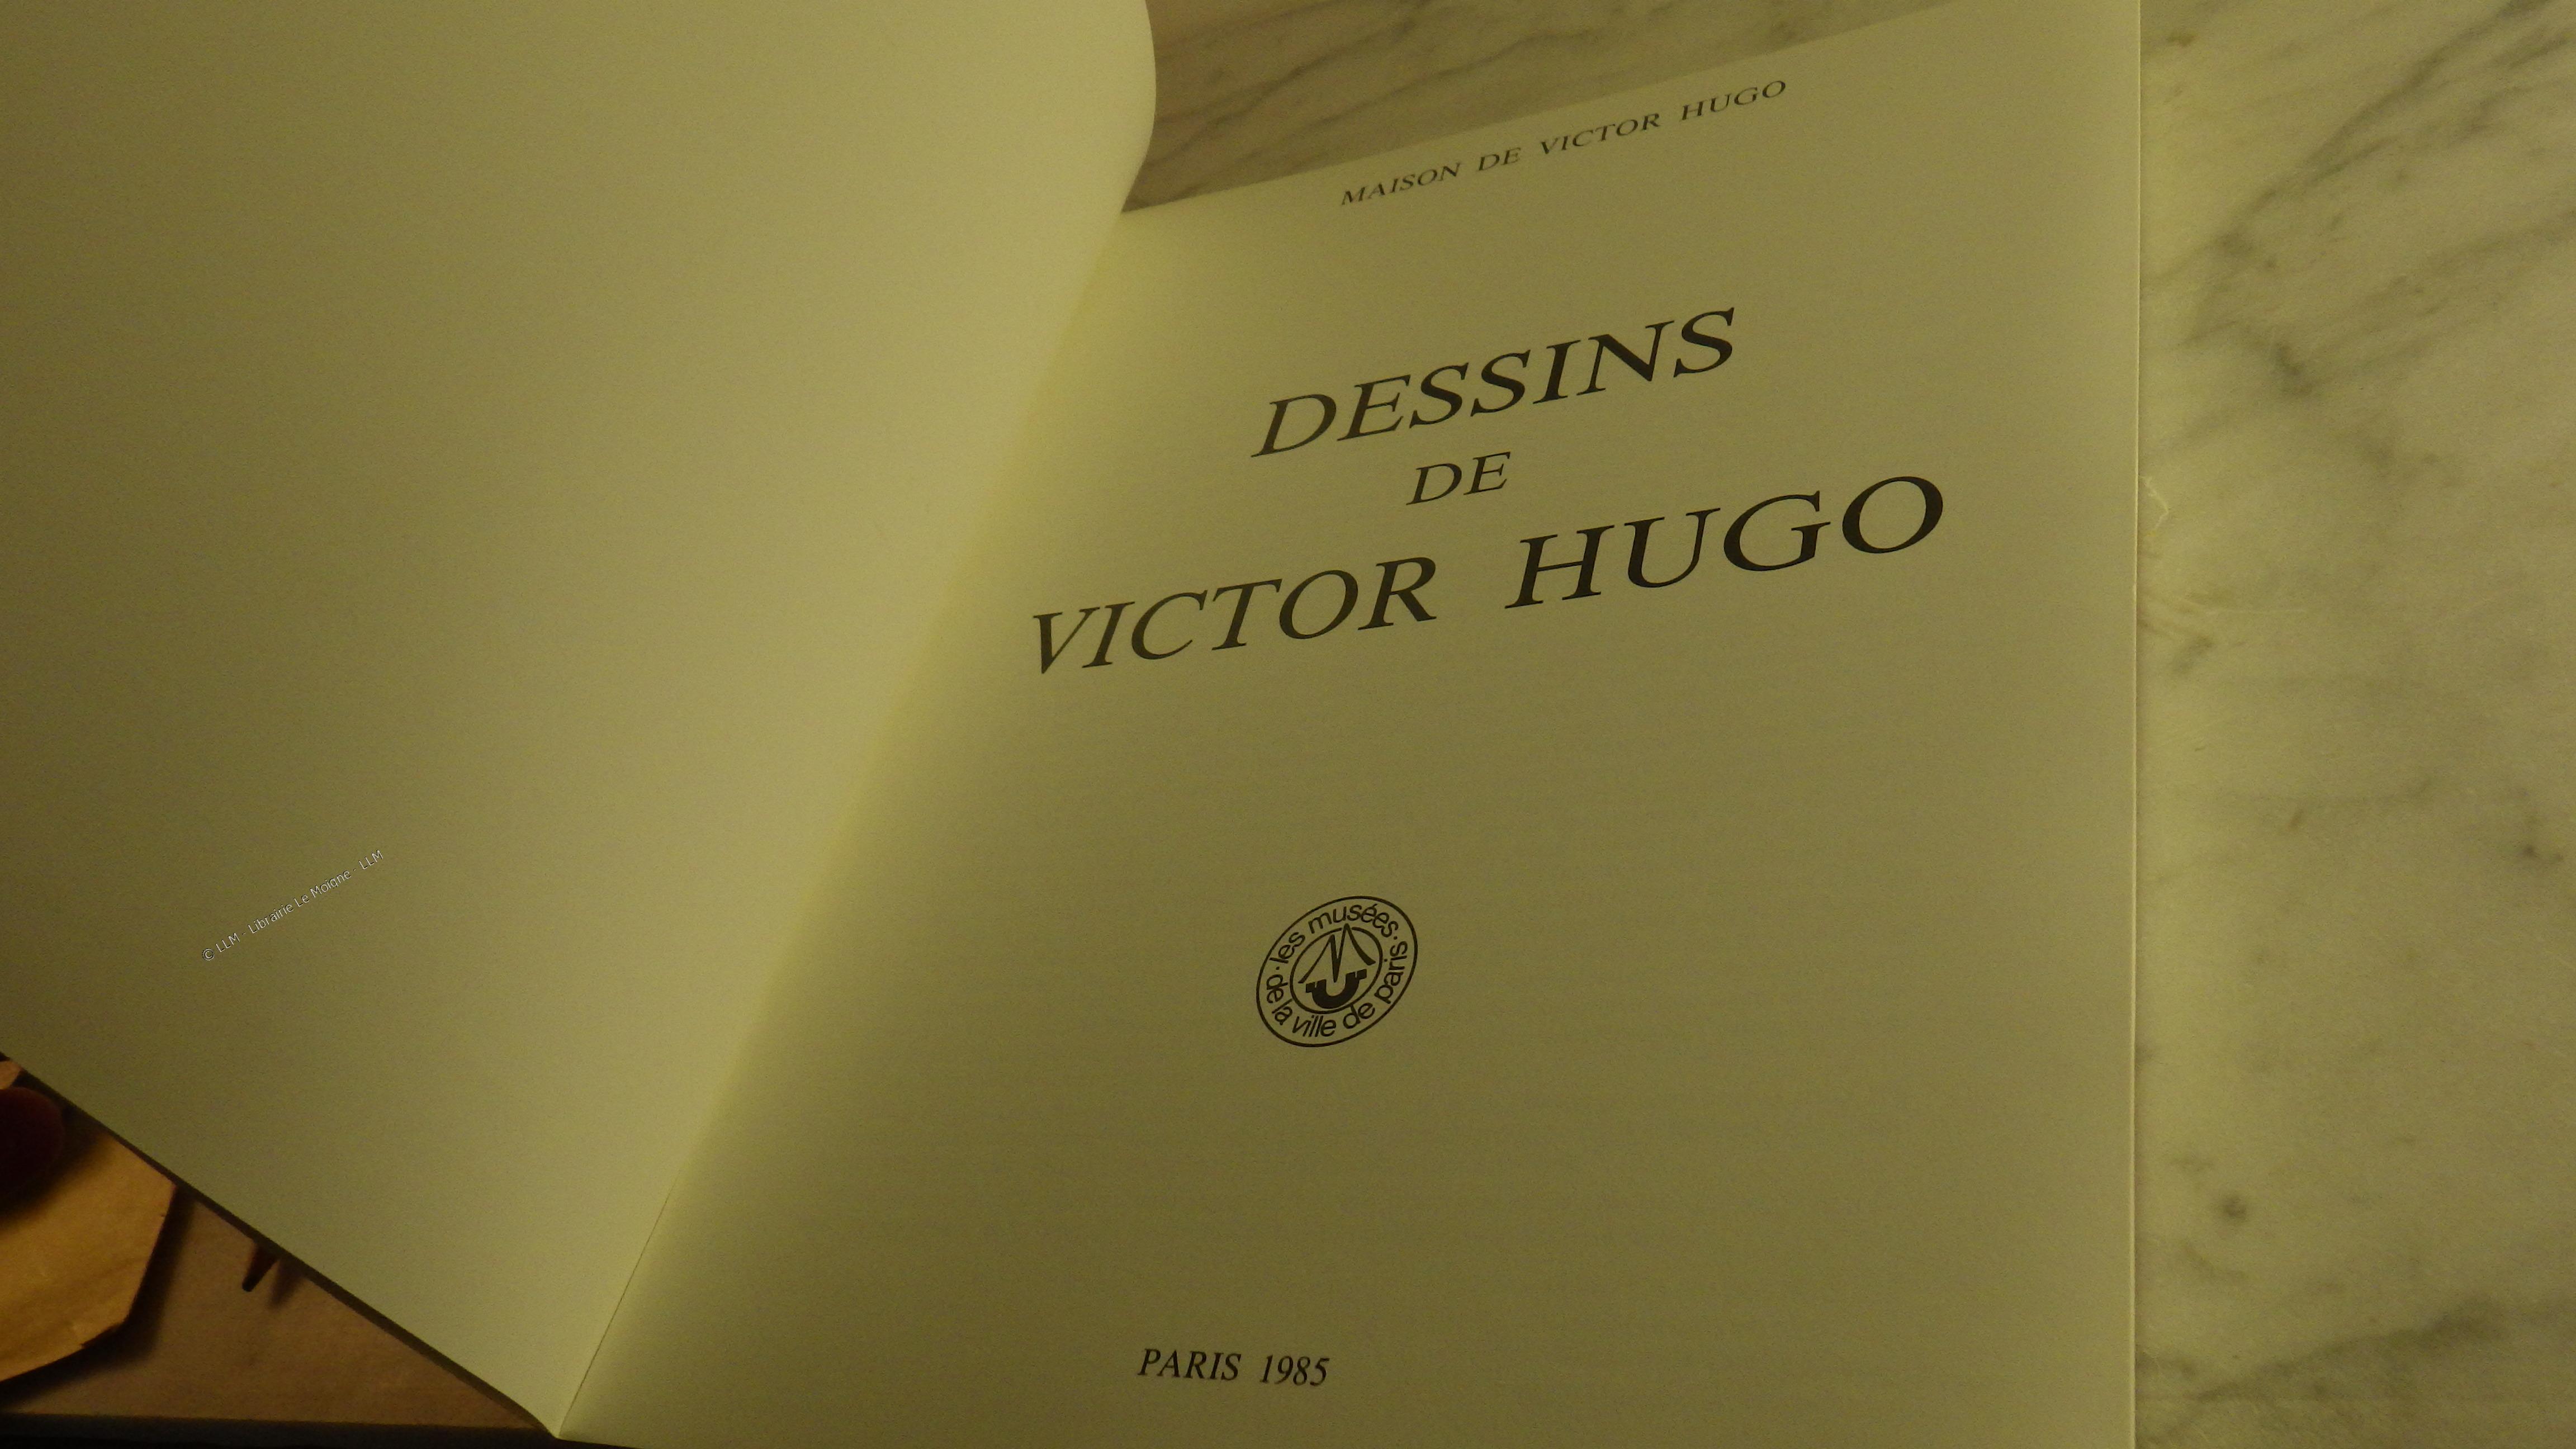 MAISON DE VICTOR HUGO
DESSINS
DE
VICTOR HUGO
· les musées · de la ville de paris
PARIS 1985
© LLM - Librairie Le Moigne - LLM